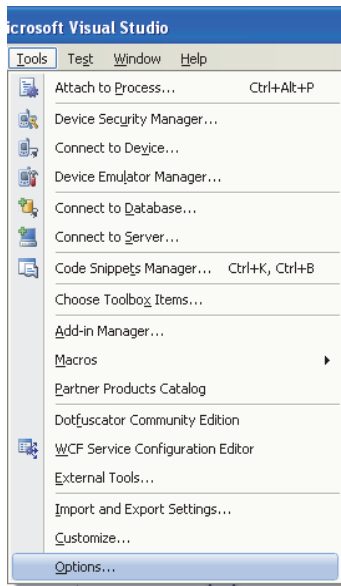 icrosoft Visual Studio
Tools Test Window Help
Attach to Process... Ctrl+Alt+P
Device Security Manager...
Connect to Device...
Device Emulator Manager...
Connect to Database...
Connect to Server...
Code Snippets Manager... Ctrl+K, Ctrl+B
Choose Toolbox Items...
Add-in Manager...
Macros
Partner Products Catalog
Dotfuscator Community Edition
WCF Service Configuration Editor
External Tools...
Import and Export Settings...
Customize...
Options...